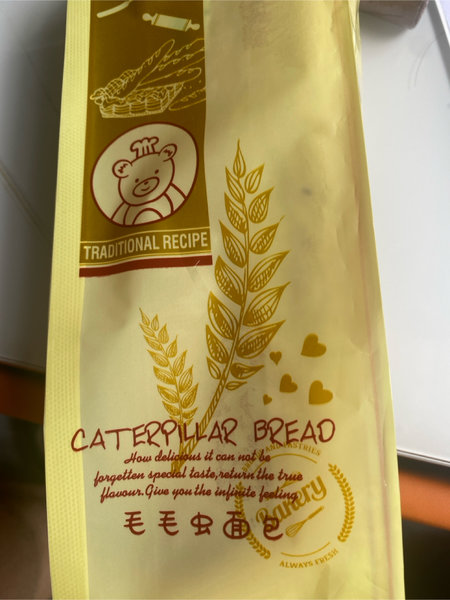 TRADITIONAL RECIPE
CATERPILLAR BREAD
How delicious it can not be
forgetten special taste,return the true
flavour.Give you the infinite feeling
毛毛虫面包
Bakery
ALWAYS FRESH